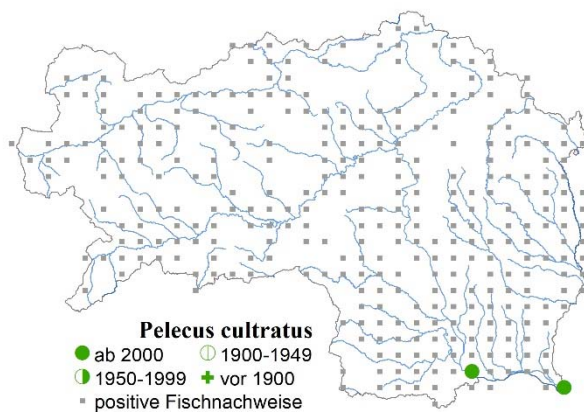 Pelecus cultratus
ab 2000 1900-1949
1950-1999 vor 1900
positive Fischnachweise